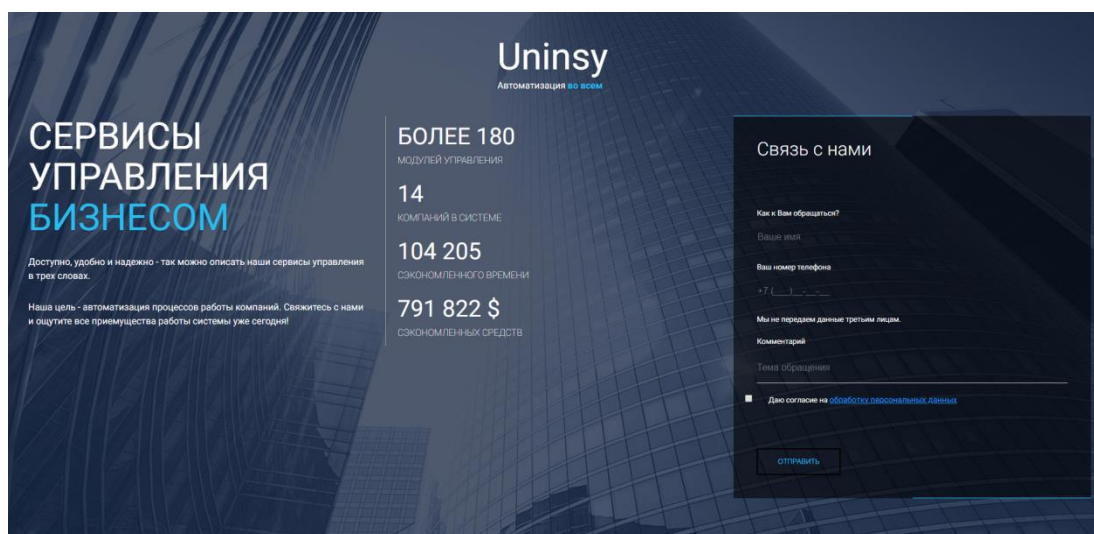 Uninsy
Автоматизация во всем
СЕРВИСЫ
УПРАВЛЕНИЯ
БИЗНЕСОМ
Доступно, удобно и надежно - так можно описать наши сервисы управления
в трех словах.
Наша цель - автоматизация процессов работы компаний. Свяжитесь с нами
и ощутите все приемущества работы системы уже сегодня!
БОЛЕЕ 180
МОДУЛЕЙ УПРАВЛЕНИЯ
14
КОМПАНИЙ В СИСТЕМЕ
104 205
СЭКОНОМЛЕННОГО ВРЕМЕНИ
791 822 $
СЭКОНОМЛЕННЫХ СРЕДСТВ
Связь с нами
Как к Вам обращаться?
Ваше имя
Ваш номер телефона
+7 (___)__-_-__
Мы не передаем данные третьим лицам.
Комментарий
Тема обращения
Даю согласие на обработку персональных данных
ОТПРАВИТЬ